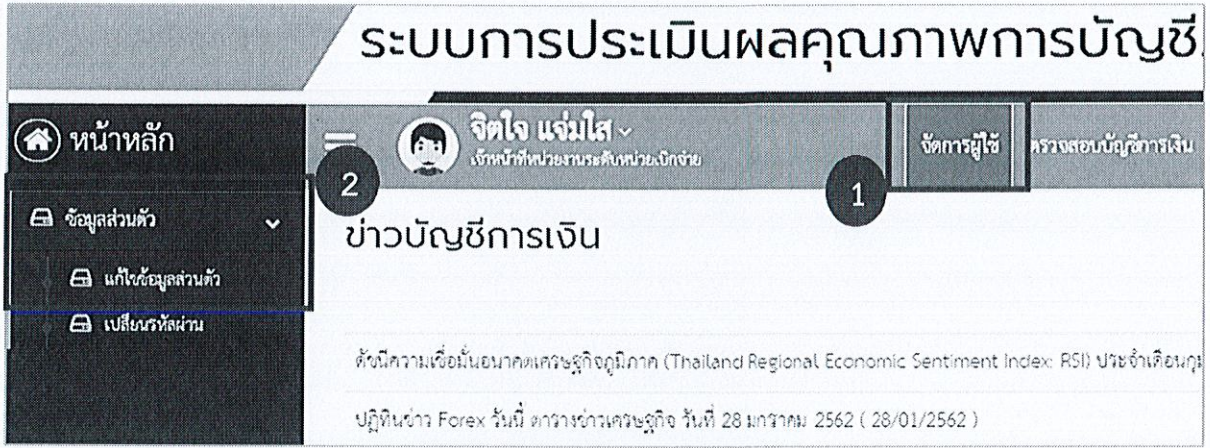 ระบบการประเมินผลคุณภาพการบัญชี
หน้าหลัก
จิตใจ แจ่มใส
เจ้าหน้าที่หน่วยงานระดับหน่วยเบิกจ่าย
จัดการผู้ใช้
ตรวจสอบบัญชีการเงิน
1
2
ข้อมูลส่วนตัว
แก้ไขข้อมูลส่วนตัว
เปลี่ยนรหัสผ่าน
ข่าวบัญชีการเงิน
ดัชนีความเชื่อมั่นอนาคตเศรษฐกิจภูมิภาค (Thailand Regional Economic Sentiment Index: RSI) ประจำเดือนกุม
ปฏิทินข่าว Forex วันนี้ ตารางข่าวเศรษฐกิจ วันที่ 28 มกราคม 2562 ( 28/01/2562 )